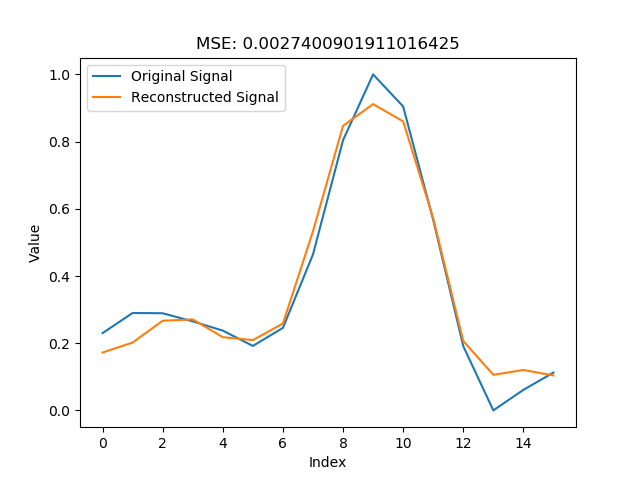 MSE: 0.0027400901911016425
Original Signal
Reconstructed Signal
1.0
0.8
0.6
0.4
0.2
0.0
Value
0 2 4 6 8 10 12 14
Index